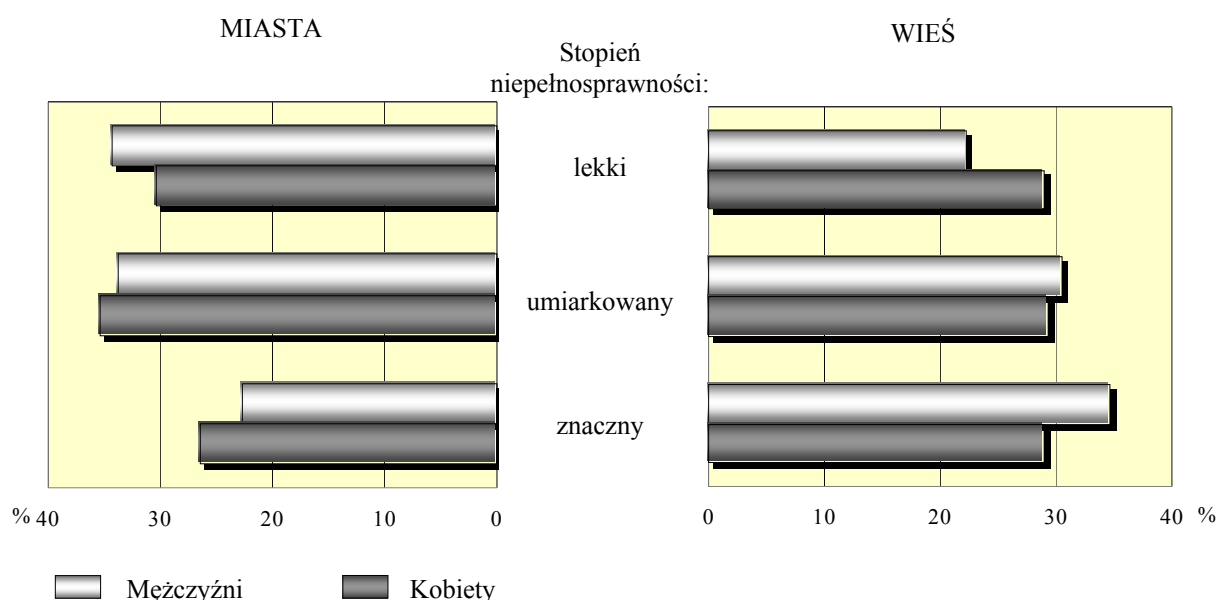 MIASTA
WIEŚ
Stopień
niepełnosprawności:
lekki
umiarkowany
znaczny
% 40 30 20 10 0
0 10 20 30 40 %
Mężczyźni Kobiety